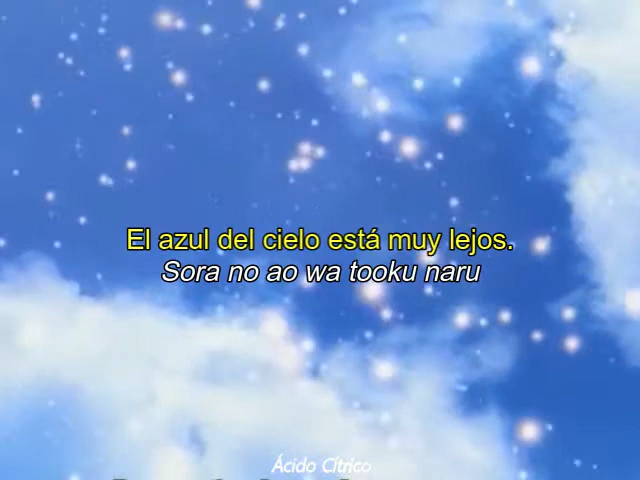 El azul del cielo está muy lejos.
Sora no ao wa tooku naru
Ácido Cítrico